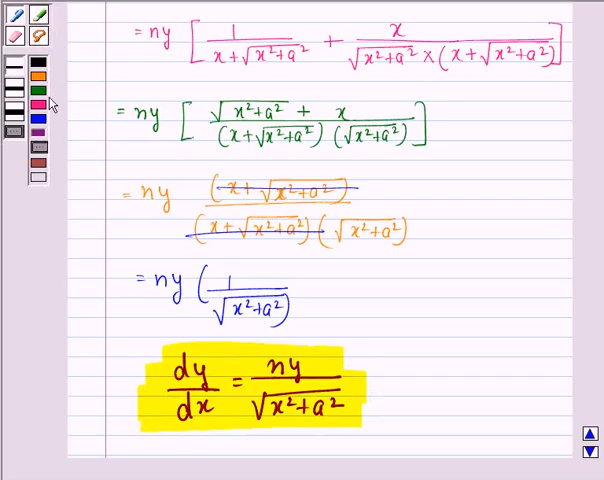 = ny [ 1/(x+√(x²+a²)) + x/(√(x²+a²) × (x+√(x²+a²))) ]
= ny [ (√(x²+a²) + x)/((x+√(x²+a²)) (√(x²+a²))) ]
= ny (x+√(x²+a²))/((x+√(x²+a²)) (√(x²+a²)))
= ny (1/√(x²+a²))
dy/dx = ny/√(x²+a²)